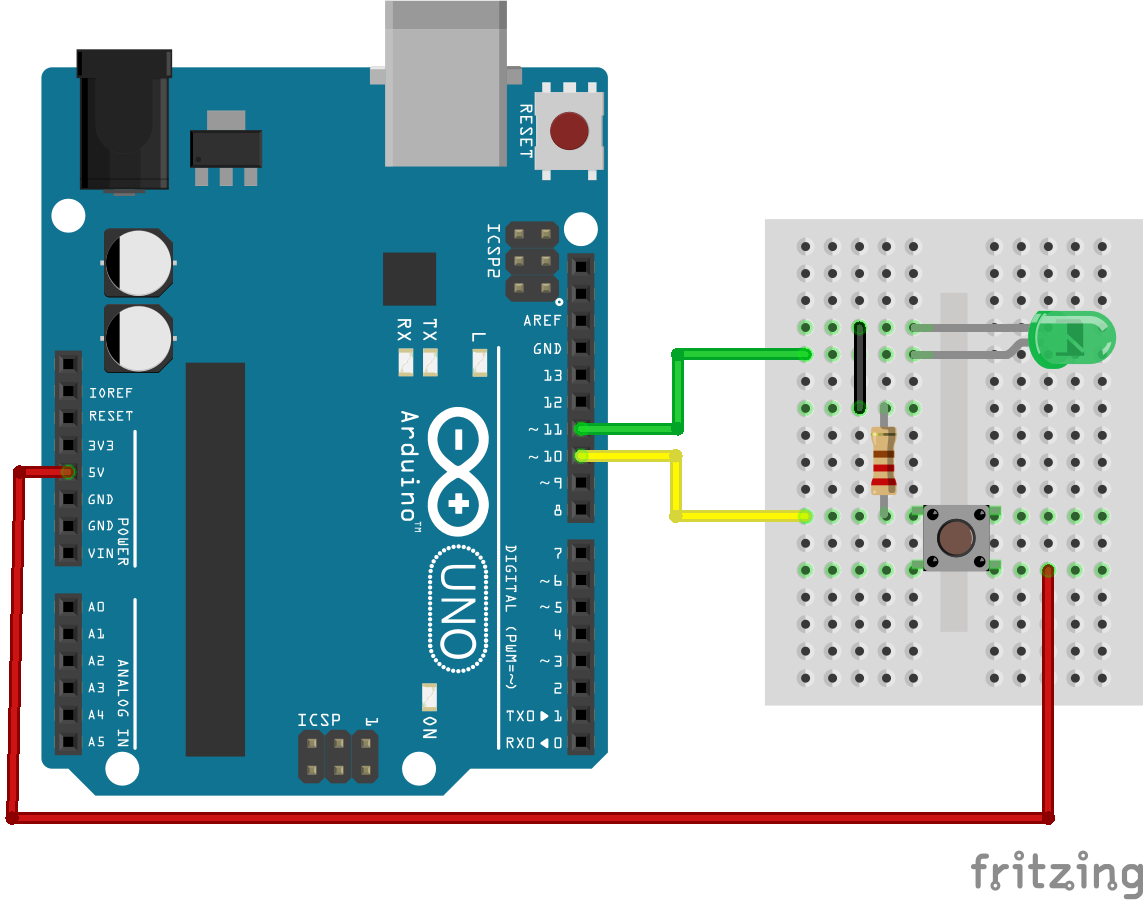 RESET
ICSP2
AREF
GND
13
12
~11
~10
~9
8
7
~6
~5
4
~3
2
TX0▶1
RX0◀0
DIGITAL (PWM=~)
RX
TX
L
IOREF
RESET
3V3
5V
GND
GND
VIN
POWER
A0
A1
A2
A3
A4
A5
ANALOG IN
Arduino™
UNO
ICSP
1
ON
fritzing